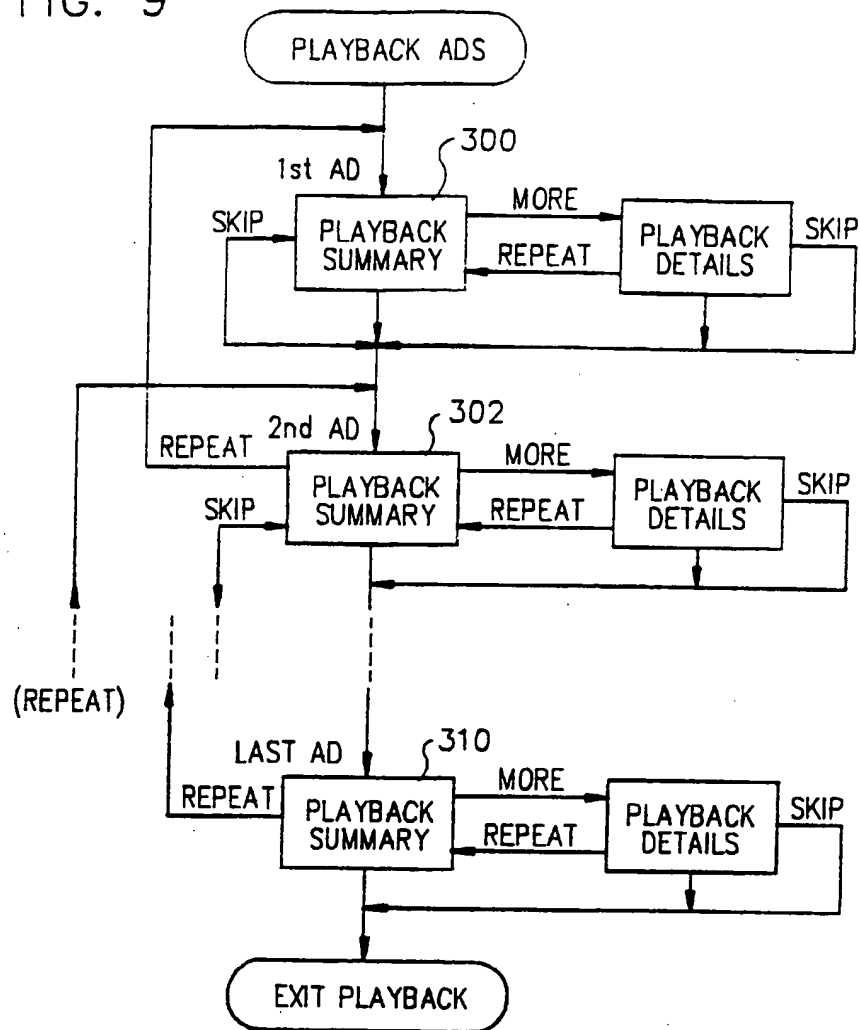 FIG. 9
PLAYBACK ADS
300
1st AD
SKIP
PLAYBACK
SUMMARY
MORE
REPEAT
PLAYBACK
DETAILS
SKIP
302
2nd AD
REPEAT
SKIP
PLAYBACK
SUMMARY
MORE
REPEAT
PLAYBACK
DETAILS
SKIP
(REPEAT)
310
LAST AD
REPEAT
PLAYBACK
SUMMARY
MORE
REPEAT
PLAYBACK
DETAILS
SKIP
EXIT PLAYBACK